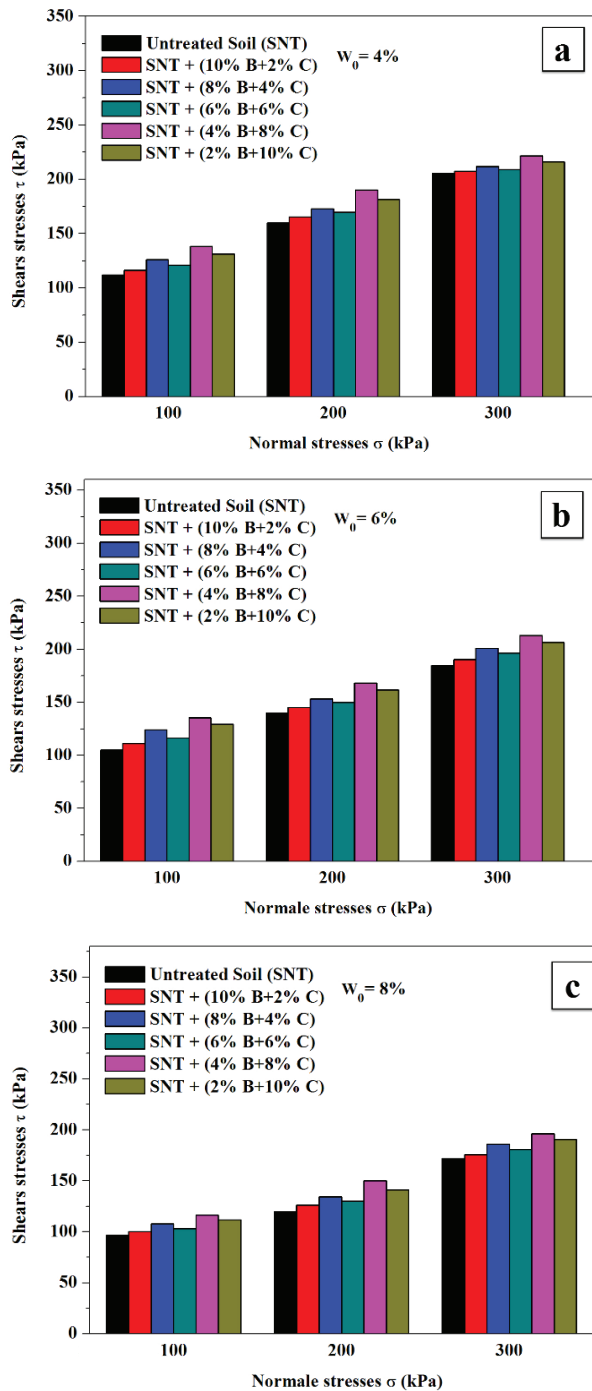 a
Untreated Soil (SNT)
W0= 4%
SNT + (10% B+2% C)
SNT + (8% B+4% C)
SNT + (6% B+6% C)
SNT + (4% B+8% C)
SNT + (2% B+10% C)
350
300
250
200
150
100
50
0
Shears stresses τ (kPa)
100 200 300
Normal stresses σ (kPa)
b
Untreated Soil (SNT)
W0= 6%
SNT + (10% B+2% C)
SNT + (8% B+4% C)
SNT + (6% B+6% C)
SNT + (4% B+8% C)
SNT + (2% B+10% C)
350
300
250
200
150
100
50
0
Shears stresses τ (kPa)
100 200 300
Normale stresses σ (kPa)
c
Untreated Soil (SNT)
W0= 8%
SNT + (10% B+2% C)
SNT + (8% B+4% C)
SNT + (6% B+6% C)
SNT + (4% B+8% C)
SNT + (2% B+10% C)
350
300
250
200
150
100
50
0
Shears stresses τ (kPa)
100 200 300
Normale stresses σ (kPa)